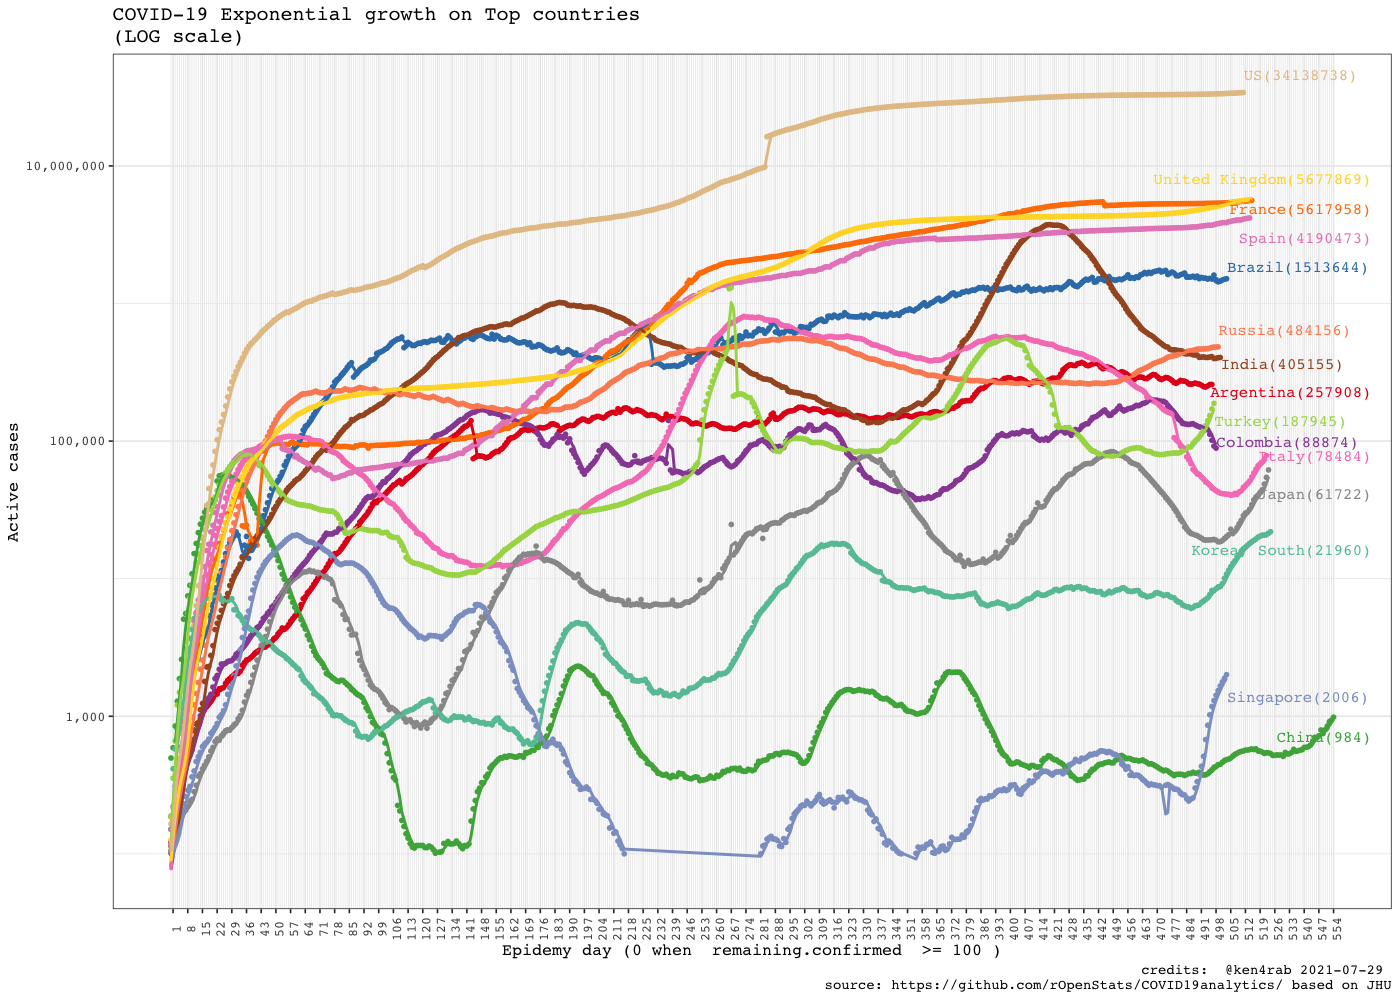 COVID-19 Exponential growth on Top countries
(LOG scale)
US(34138738)
10,000,000
United Kingdom(5677869)
France(5617958)
Spain(4190473)
Brazil(1513644)
Russia(484156)
India(405155)
Argentina(257908)
Turkey(187945)
100,000
Colombia(88874)
Italy(78484)
Japan(61722)
Active cases
Korea, South(21960)
Singapore(2006)
1,000
China(984)
1 8 15 22 29 36 43 50 57 64 71 78 85 92 99 106 113 120 127 134 141 148 155 162 169 176 183 190 197 204 211 218 225 232 239 246 253 260 267 274 281 288 295 302 309 316 323 330 337 344 351 358 365 372 379 386 393 400 407 414 421 428 435 442 449 456 463 470 477 484 491 498 505 512 519 526 533 540 547 554
Epidemy day (0 when  remaining.confirmed  >= 100 )
credits:  @ken4rab 2021-07-29
source: https://github.com/rOpenStats/COVID19analytics/ based on JHU